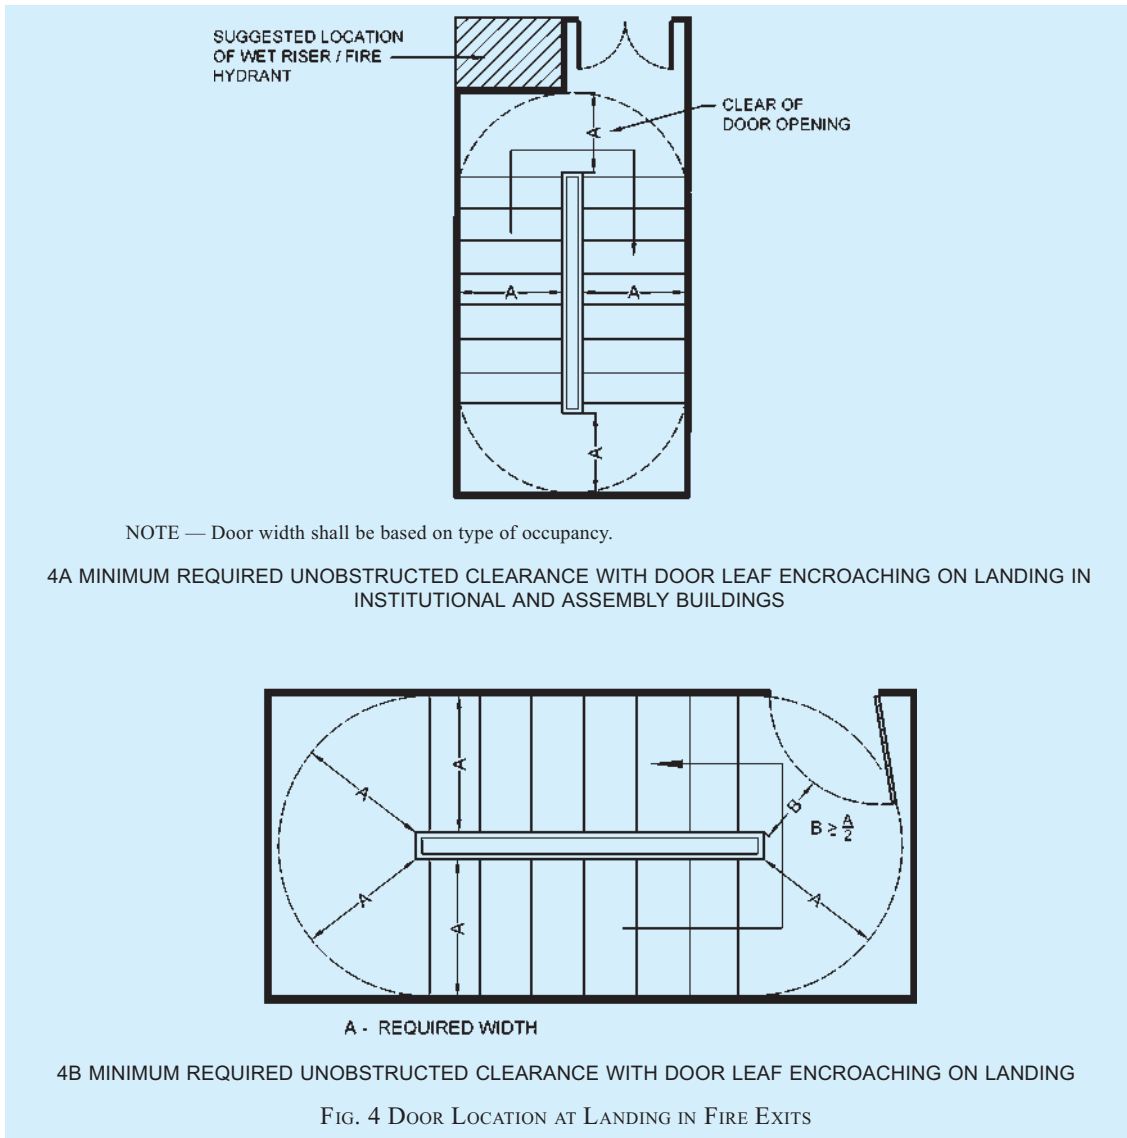 SUGGESTED LOCATION
OF WET RISER / FIRE
HYDRANT
CLEAR OF
DOOR OPENING
A
A
A
A
NOTE — Door width shall be based on type of occupancy.
4A MINIMUM REQUIRED UNOBSTRUCTED CLEARANCE WITH DOOR LEAF ENCROACHING ON LANDING IN
INSTITUTIONAL AND ASSEMBLY BUILDINGS
A
A
B
B ≥ A/2
A
A
A
A - REQUIRED WIDTH
4B MINIMUM REQUIRED UNOBSTRUCTED CLEARANCE WITH DOOR LEAF ENCROACHING ON LANDING
FIG. 4 DOOR LOCATION AT LANDING IN FIRE EXITS